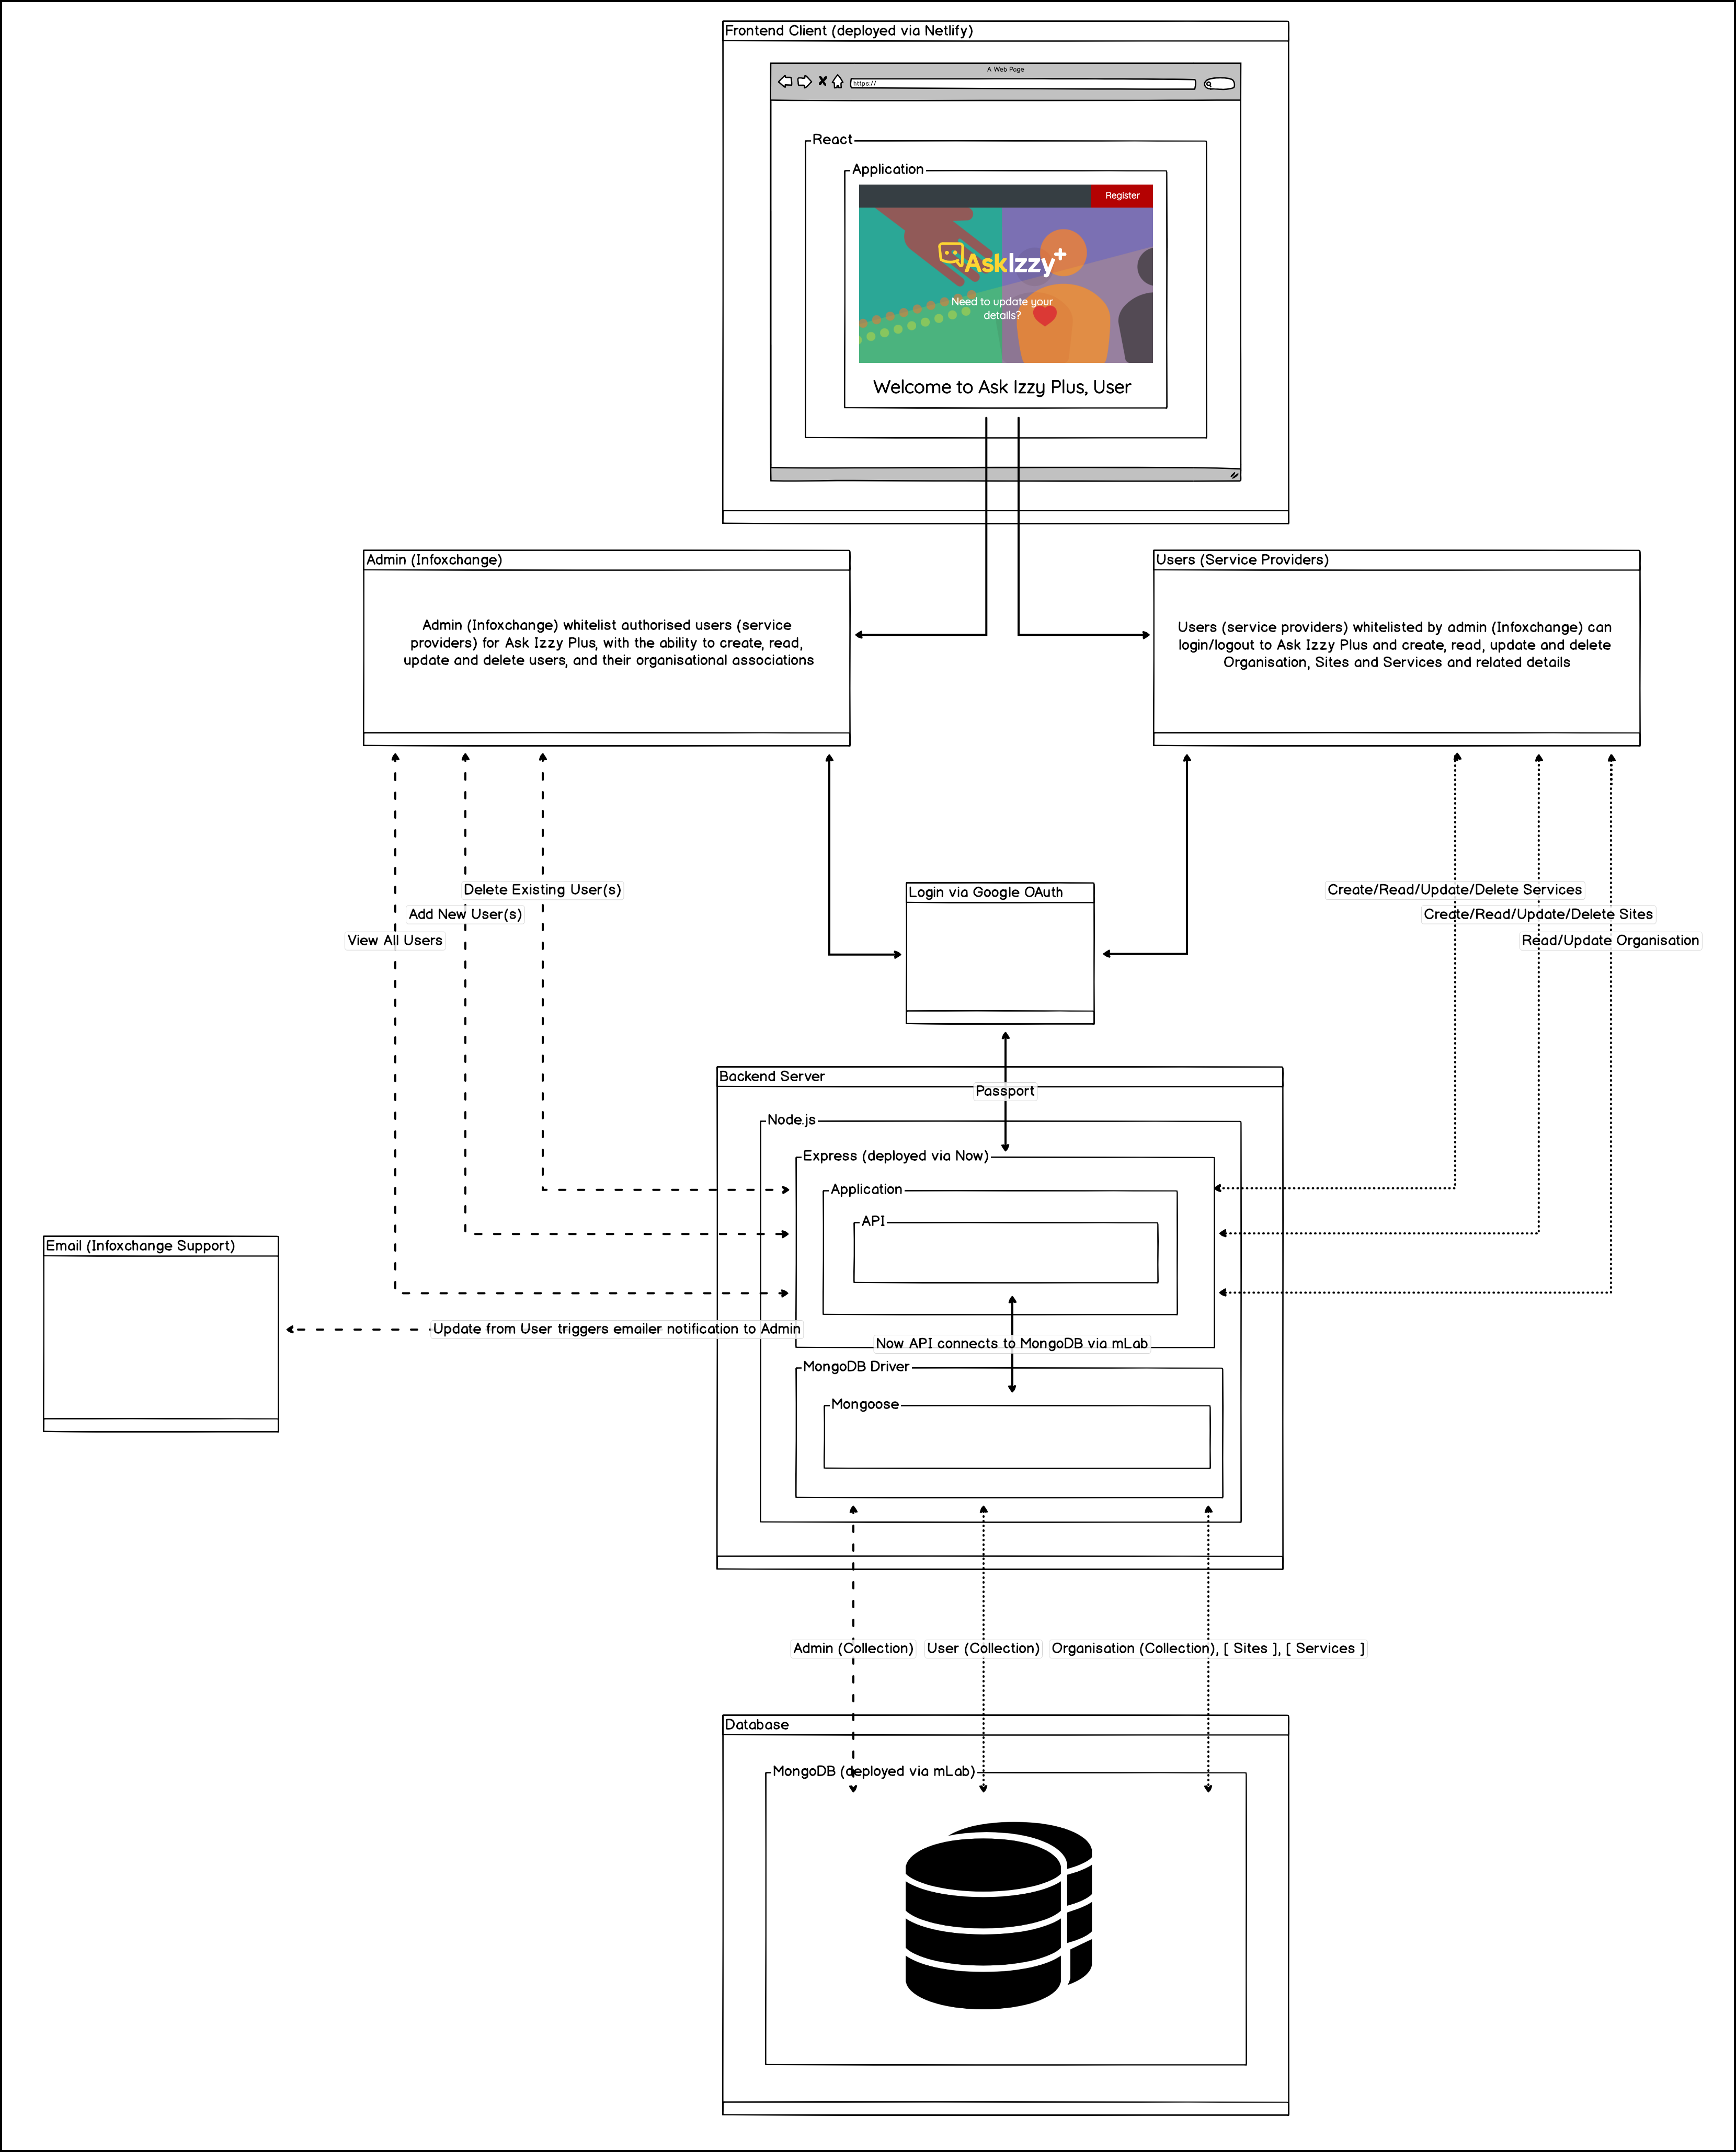 Frontend Client (deployed via Netlify)
A Web Page
https://
React
Application
Register
AskIzzy+
Need to update your
details?
Welcome to Ask Izzy Plus, User
Admin (Infoxchange)
Admin (Infoxchange) whitelist authorised users (service
providers) for Ask Izzy Plus, with the ability to create, read,
update and delete users, and their organisational associations
Users (Service Providers)
Users (service providers) whitelisted by admin (Infoxchange) can
login/logout to Ask Izzy Plus and create, read, update and delete
Organisation, Sites and Services and related details
Delete Existing User(s)
Add New User(s)
View All Users
Login via Google OAuth
Create/Read/Update/Delete Services
Create/Read/Update/Delete Sites
Read/Update Organisation
Backend Server
Passport
Node.js
Express (deployed via Now)
Application
API
Email (Infoxchange Support)
Update from User triggers emailer notification to Admin
Now API connects to MongoDB via mLab
MongoDB Driver
Mongoose
Admin (Collection)
User (Collection)
Organisation (Collection), [ Sites ], [ Services ]
Database
MongoDB (deployed via mLab)